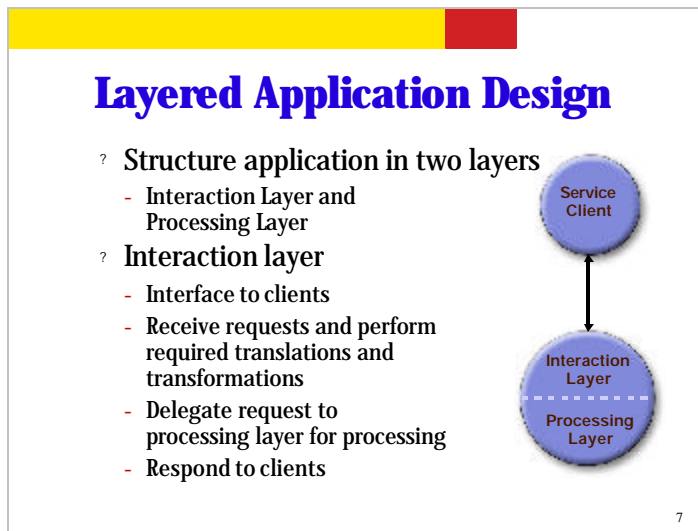 Layered Application Design
? Structure application in two layers
- Interaction Layer and
Processing Layer
? Interaction layer
- Interface to clients
- Receive requests and perform
required translations and
transformations
- Delegate request to
processing layer for processing
- Respond to clients
Service
Client
Interaction
Layer
Processing
Layer
7